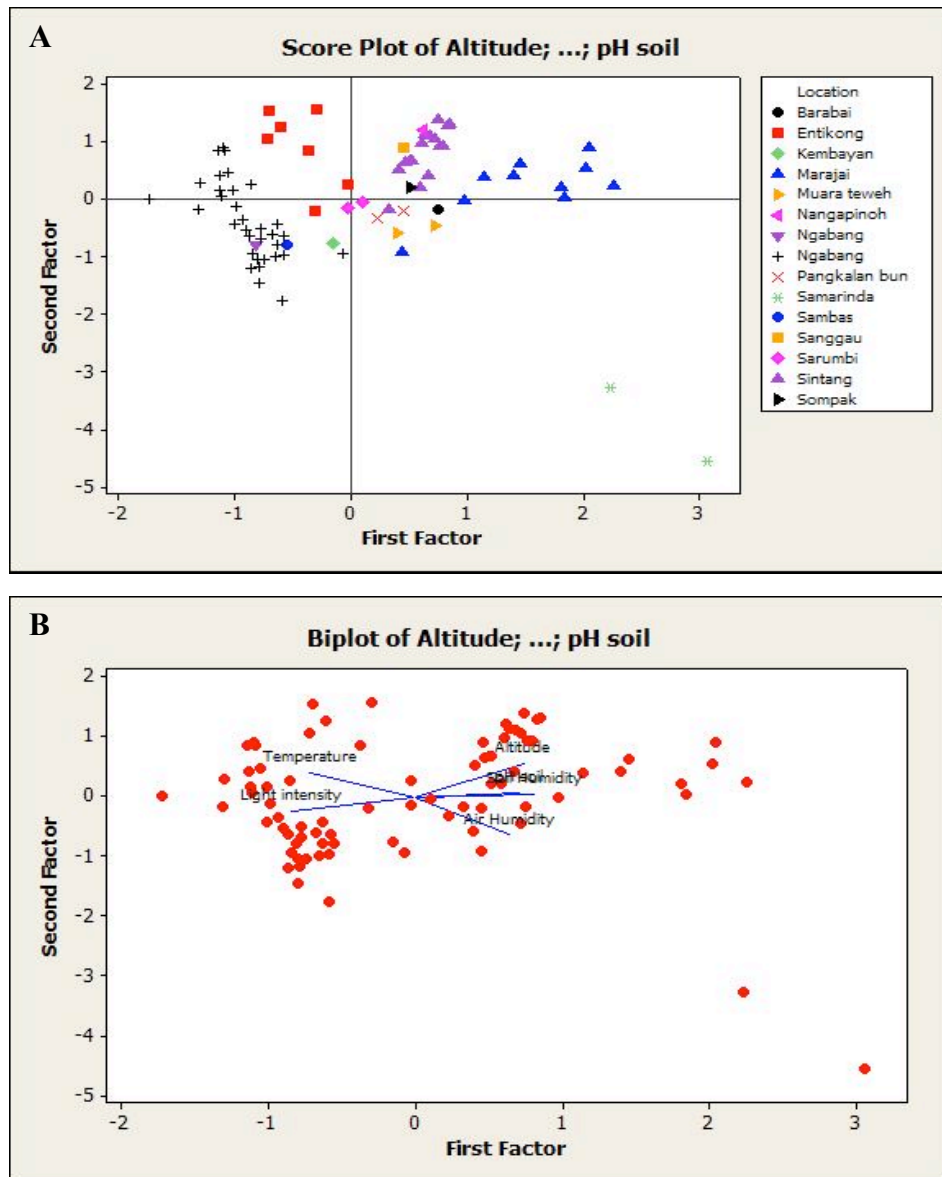 A
Score Plot of Altitude; ...; pH soil
2
1
0
-1
-2
-3
-4
-5
Second Factor
-2
-1
0
1
2
3
First Factor
Location
Barabai
Entikong
Kembayan
Marajai
Muara teweh
Nangapinoh
Ngabang
Ngabang
Pangkalan bun
Samarinda
Sambas
Sanggau
Sarumbi
Sintang
Sompak
B
Biplot of Altitude; ...; pH soil
2
1
0
-1
-2
-3
-4
-5
Second Factor
Temperature
Altitude
soil Humidity
Light intensity
Air Humidity
-2
-1
0
1
2
3
First Factor